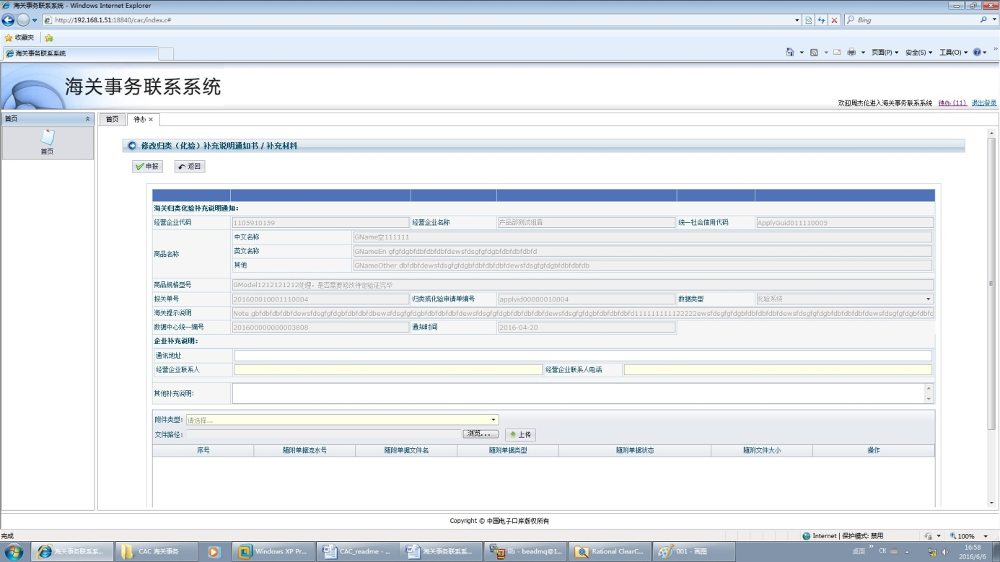 海关事务联系系统 - Windows Internet Explorer
http://192.168.1.51:18840/cac/index.c#
Bing
收藏夹
海关事务联系系统
页面(P) 安全(S) 工具(O)
海关事务联系系统
欢迎周杰伦进入海关事务联系系统 待办 (11) 退出登录
首页
首页
首页 待办 ×
修改归类（化验）补充说明通知书 / 补充材料
申报 返回
海关归类化验补充说明通知：
经营企业代码 1105910159 经营企业名称 产品部测试组贵 统一社会信用代码 ApplyGuid011110005
商品名称
中文名称 GName空111111
英文名称 GNameEn gfgfdgbfdbfdbfdbfdewsfdsgfgfdgbfdbfdbfdbfd
其他 GNameOther dbfdbfdewsfdsgfgfdgbfdbfdbfdbfdewsfdsgfgfdgbfdbfdbfdb
商品规格型号 GModel1212121212处理，是否需要修改待定验证完毕
报关单号 201600010001110004 归类或化验申请单编号 applyid00000010004 数据类型 化验系统
海关提示说明
数据中心统一编号 201600000000003808 通知时间 2016-04-20
企业补充说明：
通讯地址
经营企业联系人 经营企业联系人电话
其他补充说明:
附件类型: 请选择...
文件路径: 浏览... 上传
序号 随附单据流水号 随附单据文件名 随附单据类型 随附单据状态 随附文件大小 操作
Copyright © 中国电子口岸版权所有
完成 Internet | 保护模式: 禁用 100%
海关事务联系系... CAC 海关事务 Windows XP Pr... CAC_readme - ... 海关事务联系系... lib - beadmq@1... Rational ClearC... 001 - 画图 桌面 CH 16:58
2016/6/6